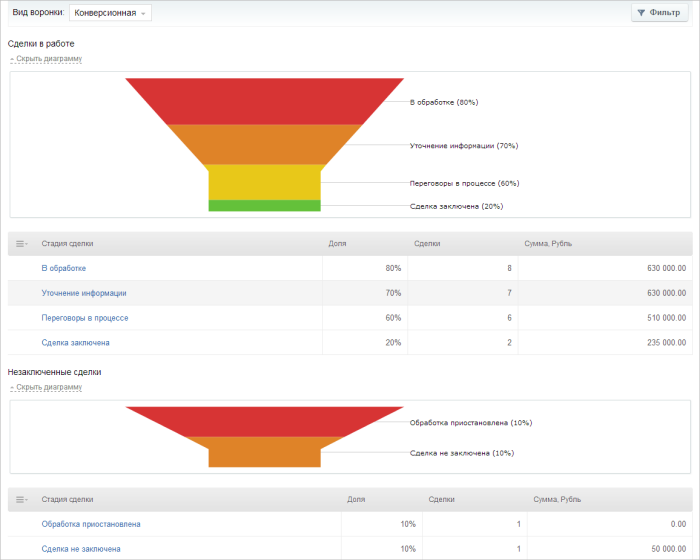 Вид воронки: Конверсионная Фильтр
Сделки в работе
Скрыть диаграмму
В обработке (80%)
Уточнение информации (70%)
Переговоры в процессе (60%)
Сделка заключена (20%)
Стадия сделки Доля Сделки Сумма, Рубль
В обработке 80% 8 630 000.00
Уточнение информации 70% 7 630 000.00
Переговоры в процессе 60% 6 510 000.00
Сделка заключена 20% 2 235 000.00
Незаключенные сделки
Скрыть диаграмму
Обработка приостановлена (10%)
Сделка не заключена (10%)
Стадия сделки Доля Сделки Сумма, Рубль
Обработка приостановлена 10% 1 0.00
Сделка не заключена 10% 1 50 000.00